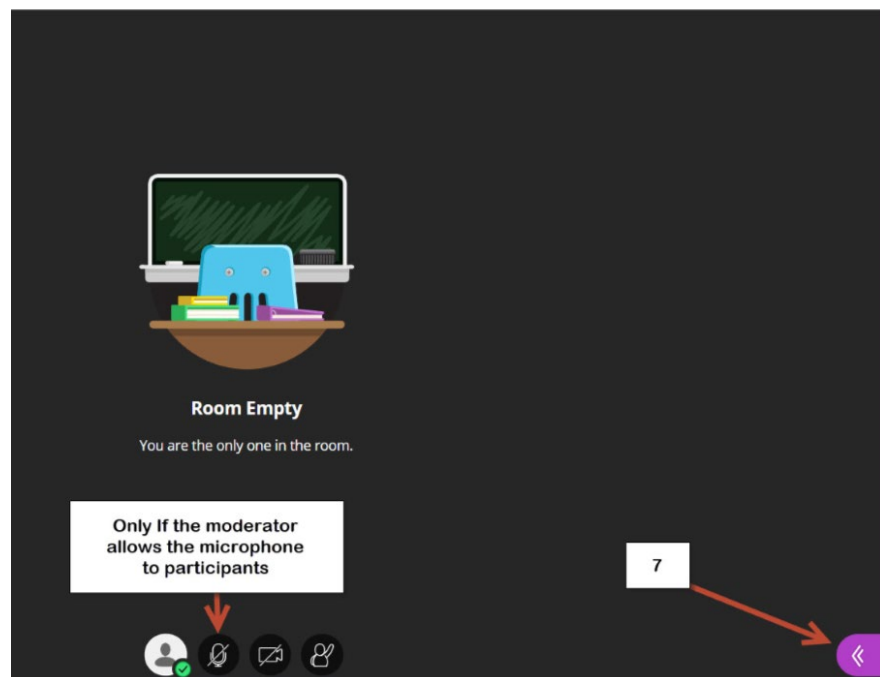 Room Empty
You are the only one in the room.
Only If the moderator
allows the microphone
to participants
7